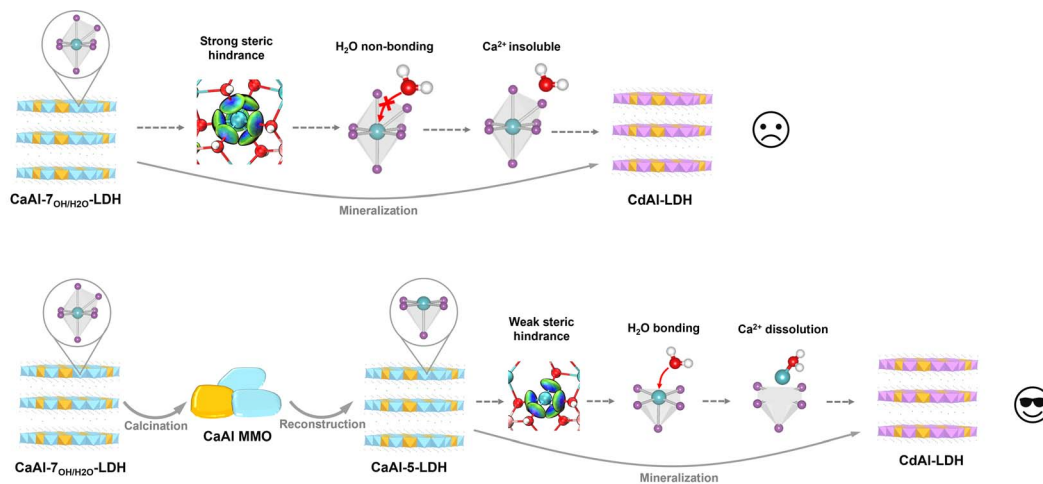 Strong steric
hindrance
H₂O non-bonding
Ca²⁺ insoluble
CaAl-7OH/H2O-LDH
Mineralization
CdAl-LDH
Weak steric
hindrance
H₂O bonding
Ca²⁺ dissolution
Calcination
CaAl MMO
Reconstruction
CaAl-7OH/H2O-LDH
CaAl-5-LDH
Mineralization
CdAl-LDH